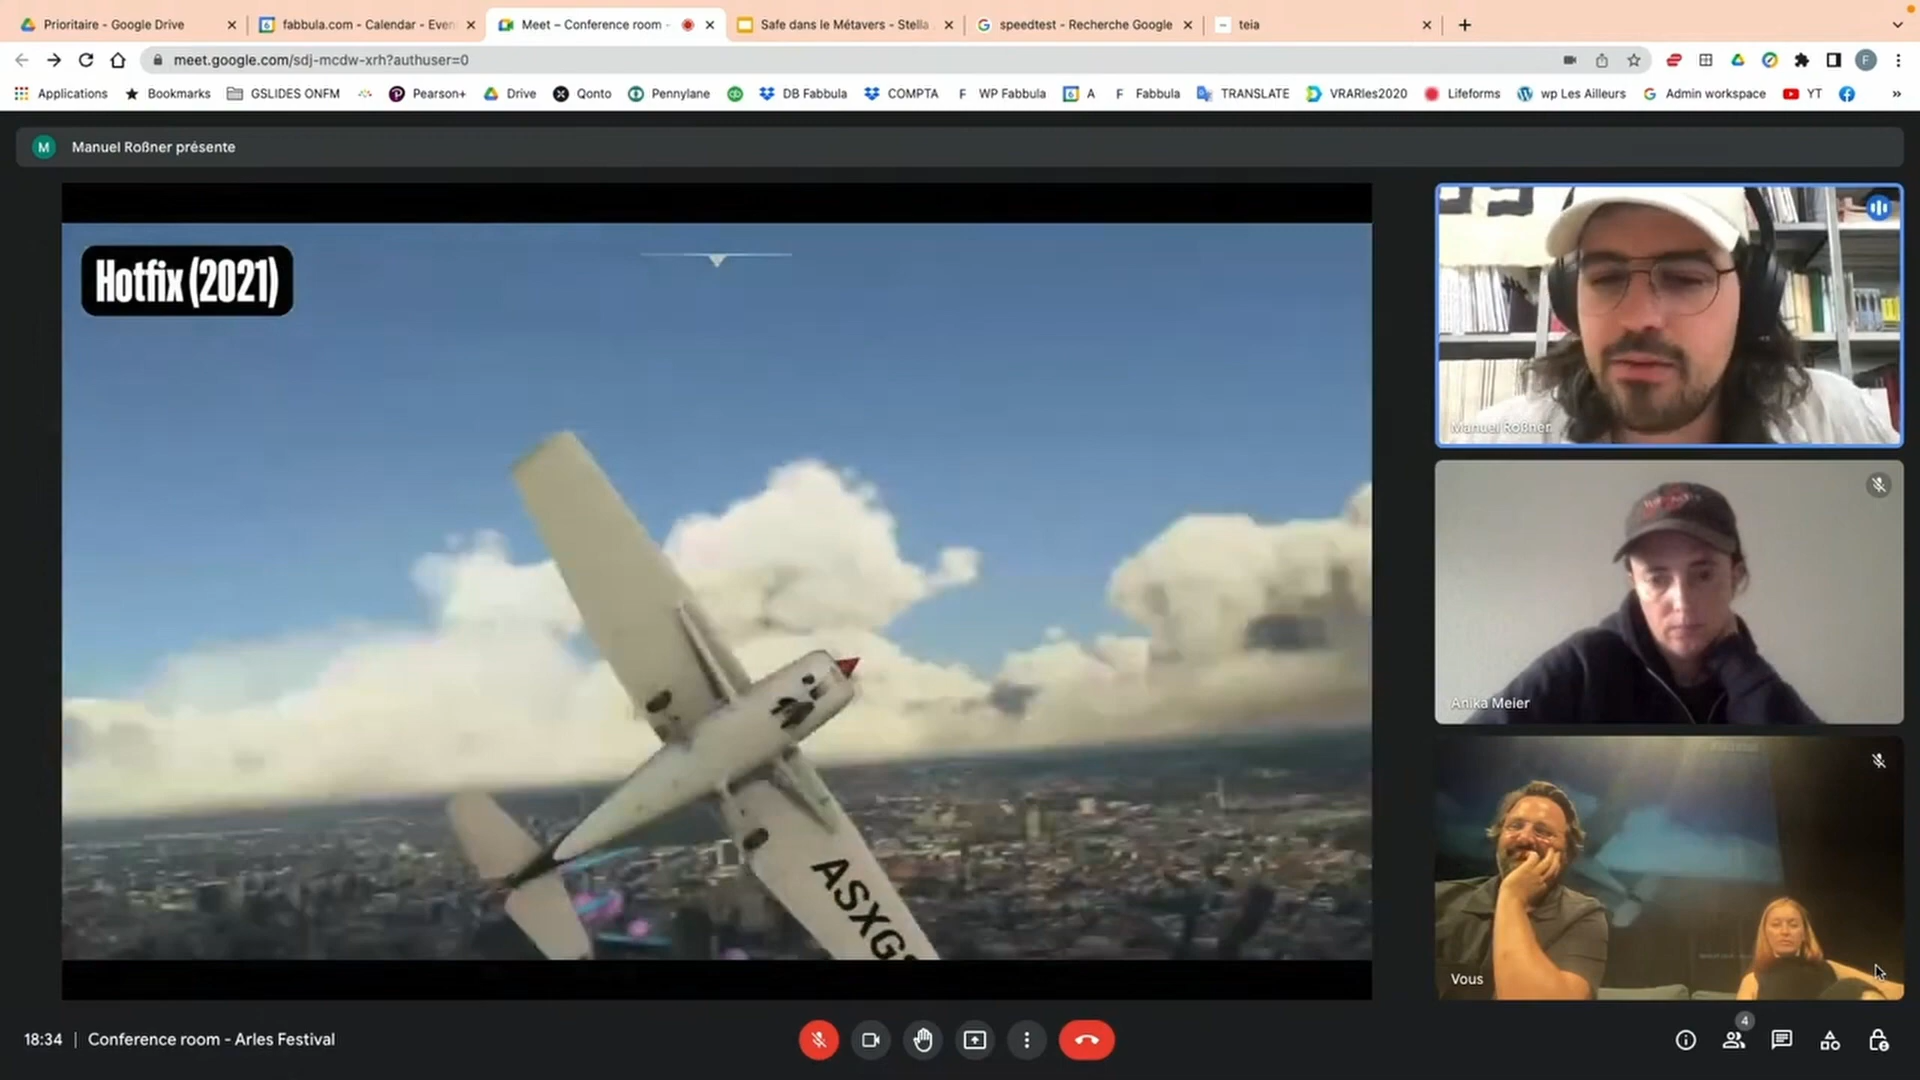 Prioritaire - Google Drive
fabbula.com - Calendar - Even
Meet – Conference room -
Safe dans le Métavers - Stella
speedtest - Recherche Google
teia
meet.google.com/sdj-mcdw-xrh?authuser=0
F
Applications
Bookmarks
GSLIDES ONFM
Pearson+
Drive
Qonto
Pennylane
DB Fabbula
COMPTA
F WP Fabbula
A
F Fabbula
TRANSLATE
VRARles2020
Lifeforms
wp Les Ailleurs
Admin workspace
YT
M
Manuel Roßner présente
Hotfix (2021)
ASXGS
Manuel Roßner
Anika Meier
Vous
18:34 | Conference room - Arles Festival
4